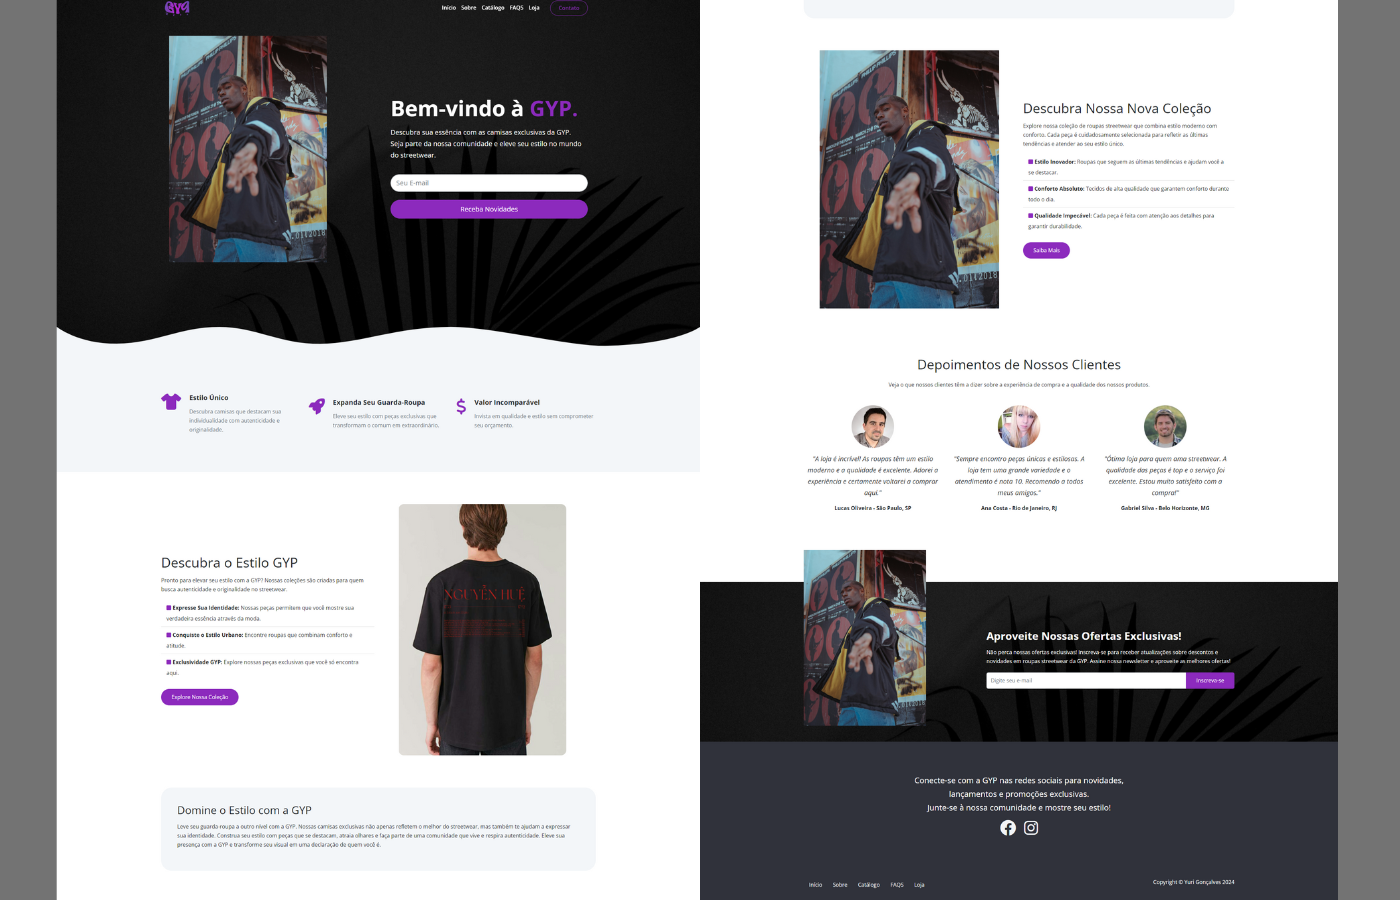 GYP
Início Sobre Catálogo FAQS Loja Contato
Bem-vindo à GYP.
Descubra sua essência com as camisas exclusivas da GYP.
Seja parte da nossa comunidade e eleve seu estilo no mundo
do streetwear.
Seu E-mail
Receba Novidades
Estilo Único
Descubra camisas que destacam sua
individualidade com autenticidade e
originalidade.
Expanda Seu Guarda-Roupa
Eleve seu estilo com peças exclusivas que
transformam o comum em extraordinário.
Valor Incomparável
Invista em qualidade e estilo sem comprometer
seu orçamento.
Descubra o Estilo GYP
Pronto para elevar seu estilo com a GYP? Nossas coleções são criadas para quem
busca autenticidade e originalidade no streetwear.
Expresse Sua Identidade: Nossas peças permitem que você mostre sua
verdadeira essência através da moda.
Conquiste o Estilo Urbano: Encontre roupas que combinam conforto e
atitude.
Exclusividade GYP: Explore nossas peças exclusivas que você só encontra
aqui.
Explore Nossa Coleção
NGUYỄN HUỆ
Domine o Estilo com a GYP
Leve seu guarda-roupa a outro nível com a GYP. Nossas camisas exclusivas não apenas refletem o melhor do streetwear, mas também te ajudam a expressar
sua identidade. Construa seu estilo com peças que se destacam, atraia olhares e faça parte de uma comunidade que vive e respira autenticidade. Eleve sua
presença com a GYP e transforme seu visual em uma declaração de quem você é.
Descubra Nossa Nova Coleção
Explore nossa coleção de roupas streetwear que combina estilo moderno com
conforto. Cada peça é cuidadosamente selecionada para refletir as últimas
tendências e atender ao seu estilo único.
Estilo Inovador: Roupas que seguem as últimas tendências e ajudam você a
se destacar.
Conforto Absoluto: Tecidos de alta qualidade que garantem conforto durante
todo o dia.
Qualidade Impecável: Cada peça é feita com atenção aos detalhes para
garantir durabilidade.
Saiba Mais
Depoimentos de Nossos Clientes
Veja o que nossos clientes têm a dizer sobre a experiência de compra e a qualidade dos nossos produtos.
"A loja é incrível! As roupas têm um estilo
moderno e a qualidade é excelente. Adorei a
experiência e certamente voltarei a comprar
aqui."
Lucas Oliveira - São Paulo, SP
"Sempre encontro peças únicas e estilosas. A
loja tem uma grande variedade e o
atendimento é nota 10. Recomendo a todos
meus amigos."
Ana Costa - Rio de Janeiro, RJ
"Ótima loja para quem ama streetwear. A
qualidade das peças é top e o serviço foi
excelente. Estou muito satisfeito com a
compra!"
Gabriel Silva - Belo Horizonte, MG
Aproveite Nossas Ofertas Exclusivas!
Não perca nossas ofertas exclusivas! Inscreva-se para receber atualizações sobre descontos e
novidades em roupas streetwear da GYP. Assine nossa newsletter e aproveite as melhores ofertas!
Digite seu e-mail
Inscreva-se
Conecte-se com a GYP nas redes sociais para novidades,
lançamentos e promoções exclusivas.
Junte-se à nossa comunidade e mostre seu estilo!
Início Sobre Catálogo FAQS Loja
Copyright © Yuri Gonçalves 2024